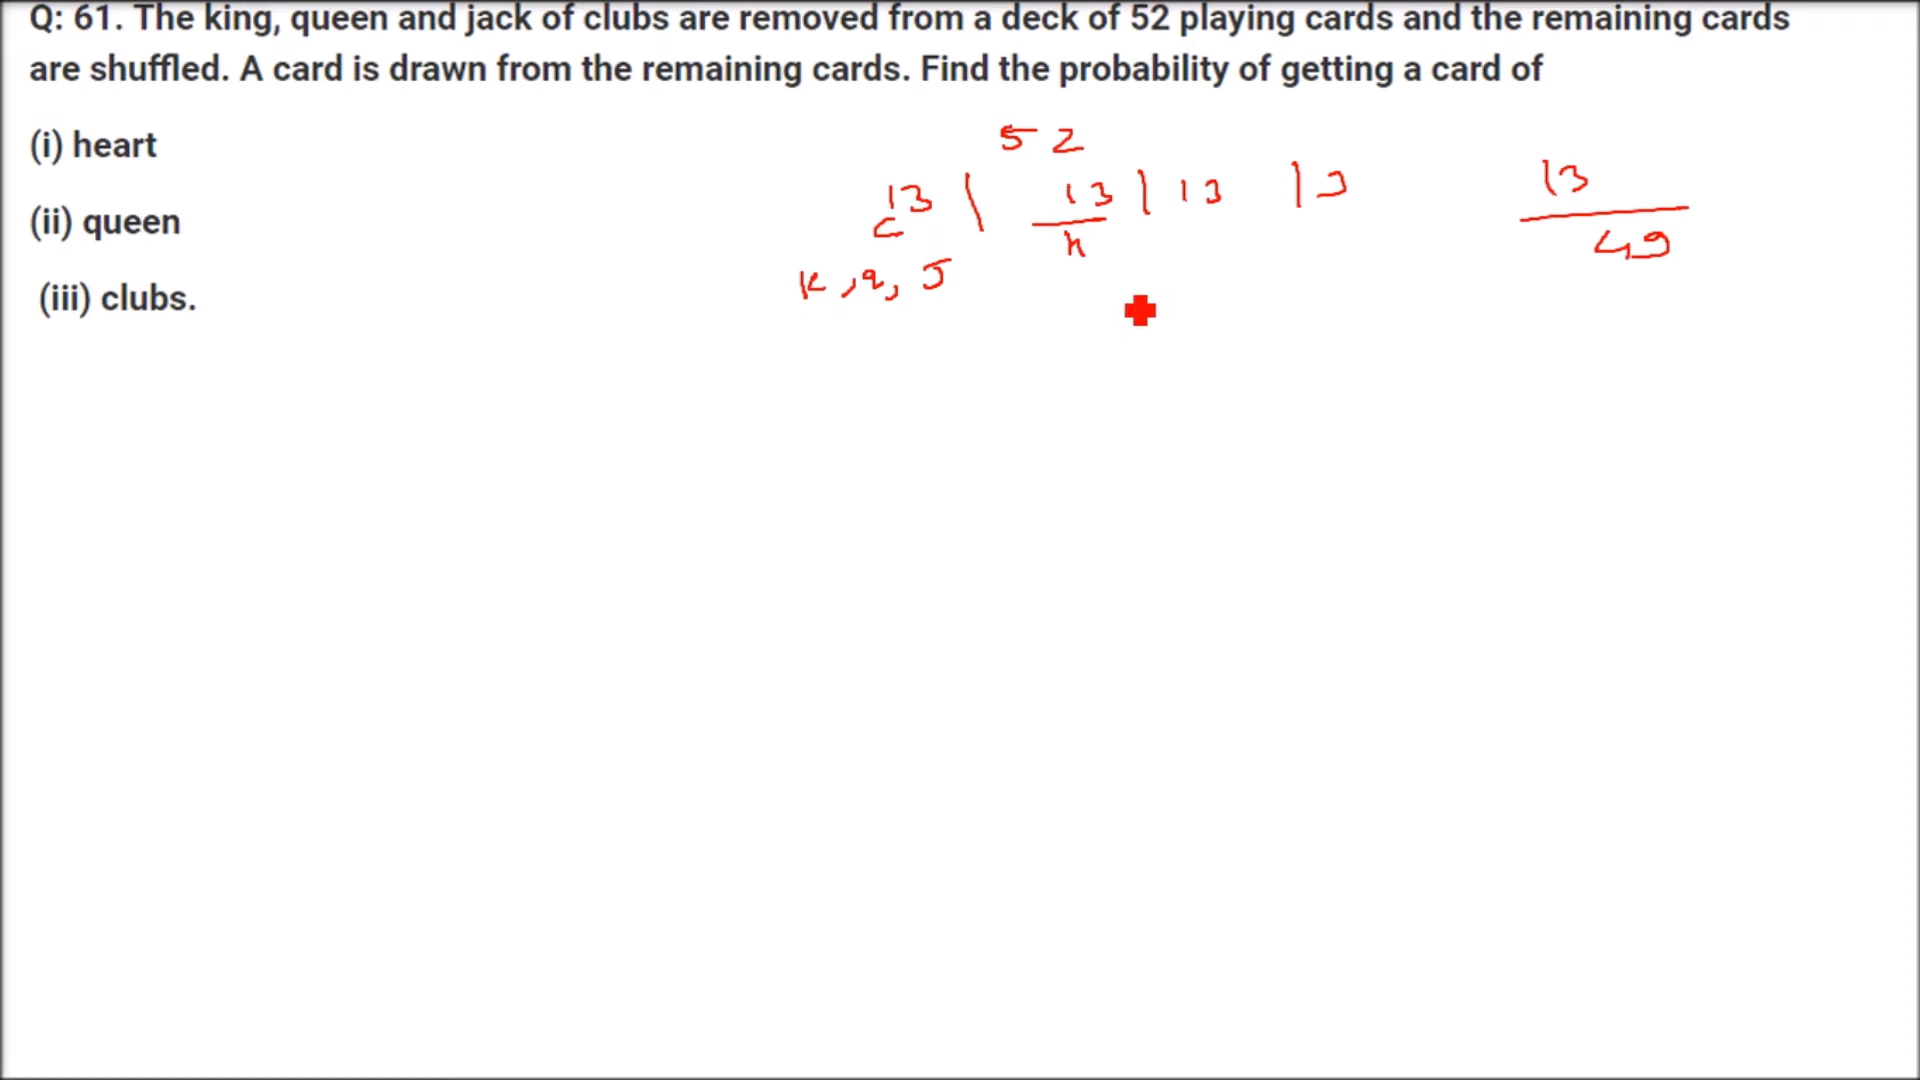 Q: 61. The king, queen and jack of clubs are removed from a deck of 52 playing cards and the remaining cards
are shuffled. A card is drawn from the remaining cards. Find the probability of getting a card of
(i) heart
(ii) queen
(iii) clubs.
52
13 | 13 | 13 | 13
c h
K, q, J
13
49